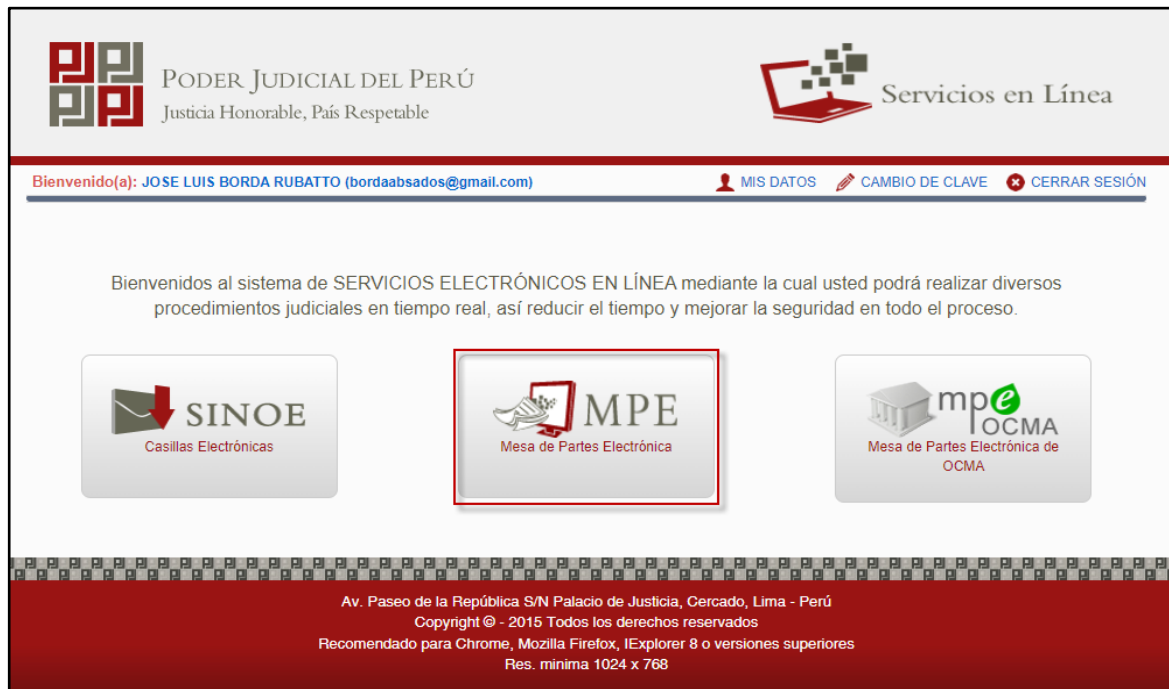 PODER JUDICIAL DEL PERÚ
Justicia Honorable, País Respetable
Servicios en Línea
Bienvenido(a): JOSE LUIS BORDA RUBATTO (bordaabsados@gmail.com)
MIS DATOS CAMBIO DE CLAVE CERRAR SESIÓN
Bienvenidos al sistema de SERVICIOS ELECTRÓNICOS EN LÍNEA mediante la cual usted podrá realizar diversos
procedimientos judiciales en tiempo real, así reducir el tiempo y mejorar la seguridad en todo el proceso.
SINOE
Casillas Electrónicas
MPE
Mesa de Partes Electrónica
mpe
OCMA
Mesa de Partes Electrónica de
OCMA
Av. Paseo de la República S/N Palacio de Justicia, Cercado, Lima - Perú
Copyright © - 2015 Todos los derechos reservados
Recomendado para Chrome, Mozilla Firefox, IExplorer 8 o versiones superiores
Res. minima 1024 x 768